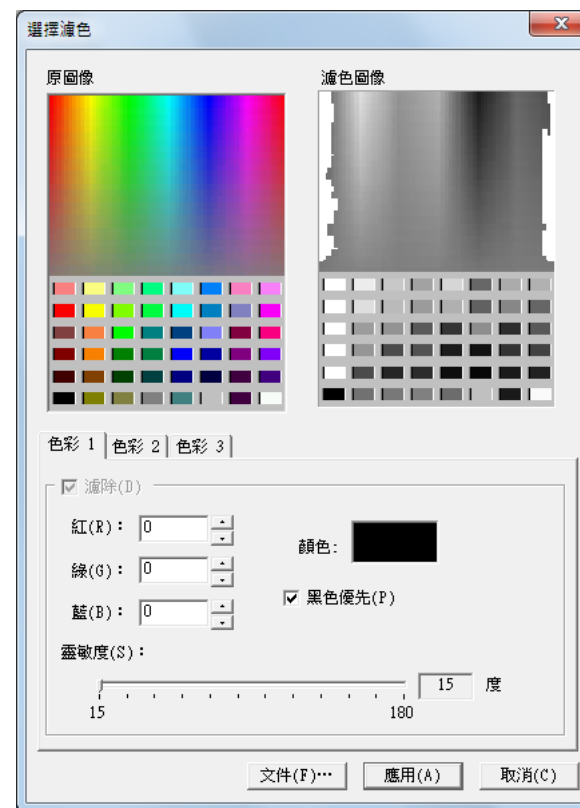 選擇濾色
原圖像
濾色圖像
色彩 1
色彩 2
色彩 3
濾除(D)
紅(R)： 0
綠(G)： 0
藍(B)： 0
顏色:
黑色優先(P)
靈敏度(S)：
15
180
15 度
文件(F)…
應用(A)
取消(C)